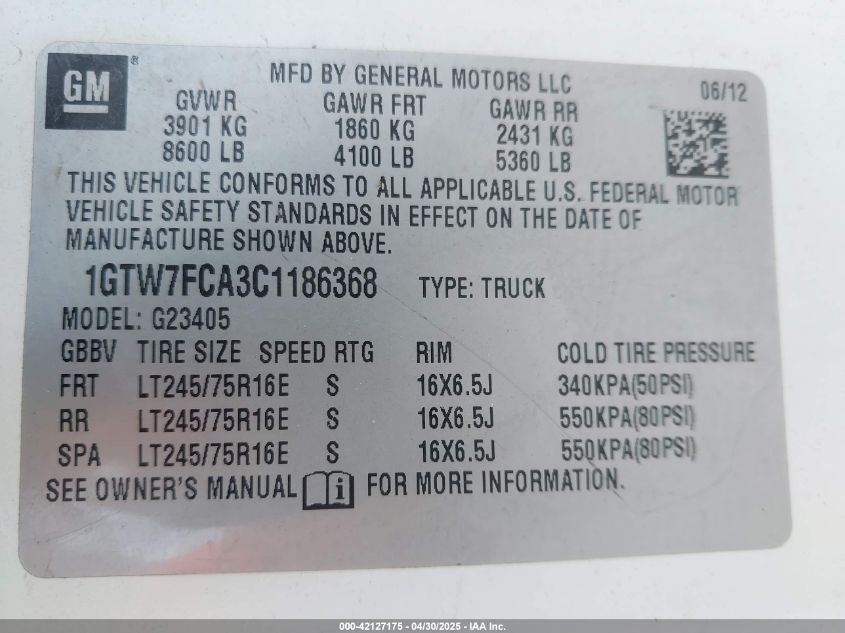 GM ®
MFD BY GENERAL MOTORS LLC
06/12
GVWR GAWR FRT GAWR RR
3901 KG 1860 KG 2431 KG
8600 LB 4100 LB 5360 LB
THIS VEHICLE CONFORMS TO ALL APPLICABLE U.S. FEDERAL MOTOR
VEHICLE SAFETY STANDARDS IN EFFECT ON THE DATE OF
MANUFACTURE SHOWN ABOVE.
1GTW7FCA3C1186368 TYPE: TRUCK
MODEL: G23405
GBBV TIRE SIZE SPEED RTG RIM COLD TIRE PRESSURE
FRT LT245/75R16E S 16X6.5J 340KPA(50PSI)
RR LT245/75R16E S 16X6.5J 550KPA(80PSI)
SPA LT245/75R16E S 16X6.5J 550KPA(80PSI)
SEE OWNER'S MANUAL i FOR MORE INFORMATION.
000-42127175 - 04/30/2025 - IAA Inc.